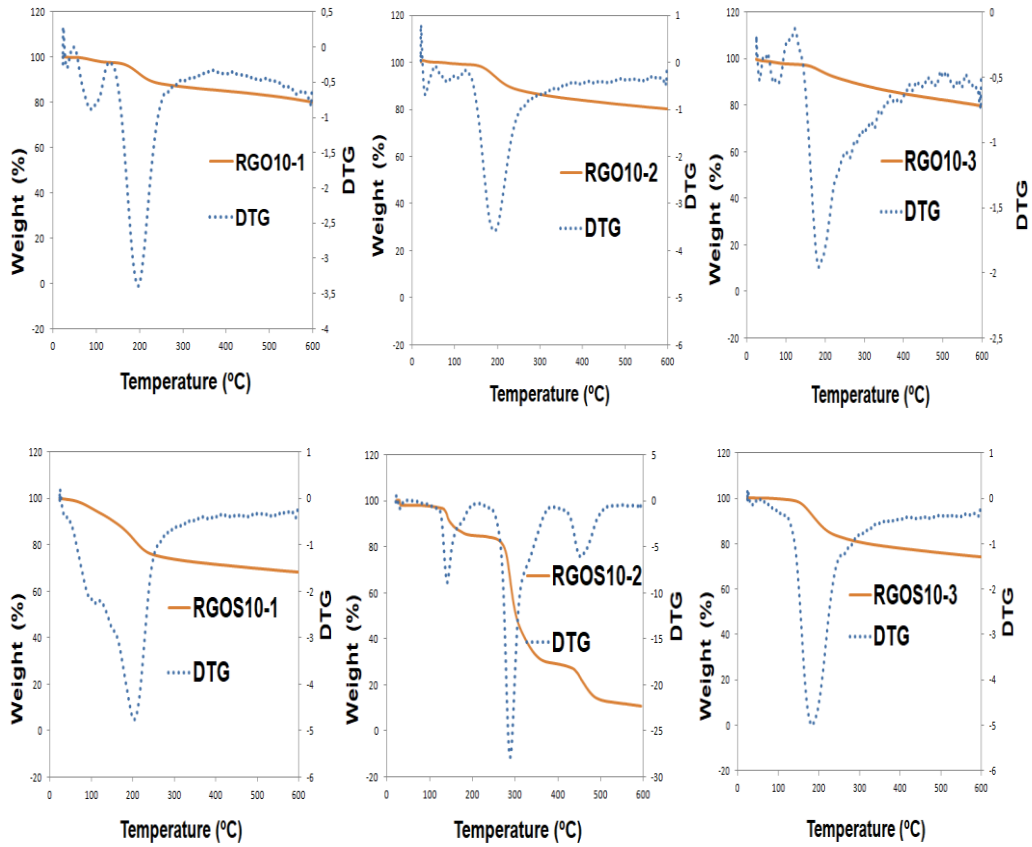 120
100
80
60
40
20
0
-20
Weight (%)
0,5
0
-0,5
-1
-1,5
-2
-2,5
-3
-3,5
-4
DTG
RGO10-1
DTG
0 100 200 300 400 500 600
Temperature (ºC)
120
100
80
60
40
20
0
-20
Weight (%)
1
0
-1
-2
-3
-4
-5
-6
DTG
RGO10-2
DTG
0 100 200 300 400 500 600
Temperature (ºC)
120
100
80
60
40
20
0
-20
Weight (%)
0
-0,5
-1
-1,5
-2
-2,5
DTG
RGO10-3
DTG
0 100 200 300 400 500 600
Temperature (ºC)
120
100
80
60
40
20
0
-20
Weight (%)
1
0
-1
-2
-3
-4
-5
-6
DTG
RGOS10-1
DTG
0 100 200 300 400 500 600
Temperature (ºC)
120
100
80
60
40
20
0
-20
Weight (%)
5
0
-5
-10
-15
-20
-25
-30
DTG
RGOS10-2
DTG
0 100 200 300 400 500 600
Temperature (ºC)
120
100
80
60
40
20
0
-20
Weight (%)
1
0
-1
-2
-3
-4
-5
-6
DTG
RGOS10-3
DTG
0 100 200 300 400 500 600
Temperature (ºC)